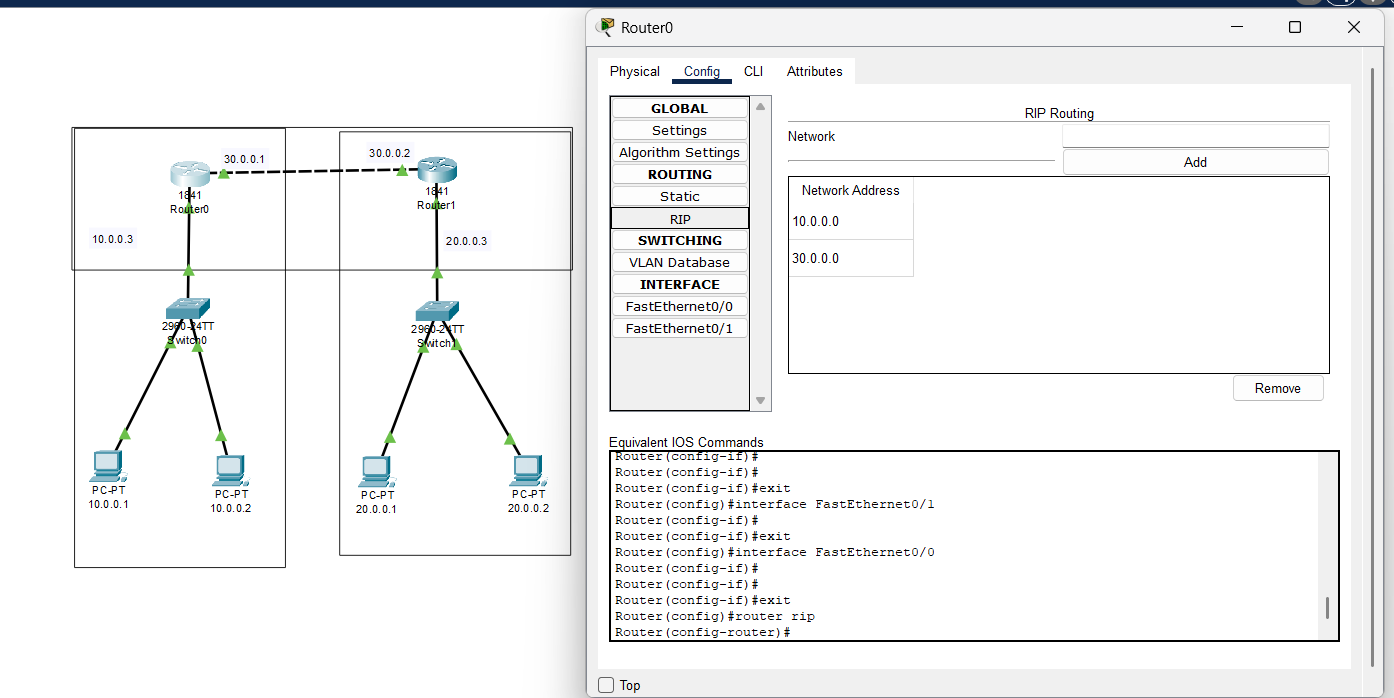 30.0.0.1
30.0.0.2
1841
Router0
1841
Router1
10.0.0.3
20.0.0.3
2960-24TT
Switch0
2960-24TT
Switch1
PC-PT
10.0.0.1
PC-PT
10.0.0.2
PC-PT
20.0.0.1
PC-PT
20.0.0.2
Router0
Physical Config CLI Attributes
GLOBAL
Settings
Algorithm Settings
ROUTING
Static
RIP
SWITCHING
VLAN Database
INTERFACE
FastEthernet0/0
FastEthernet0/1
RIP Routing
Network
Add
Network Address
10.0.0.0
30.0.0.0
Remove
Equivalent IOS Commands
Router(config-if)#
Router(config-if)#
Router(config-if)#exit
Router(config)#interface FastEthernet0/1
Router(config-if)#
Router(config-if)#exit
Router(config)#interface FastEthernet0/0
Router(config-if)#
Router(config-if)#
Router(config-if)#exit
Router(config)#router rip
Router(config-router)#
Top